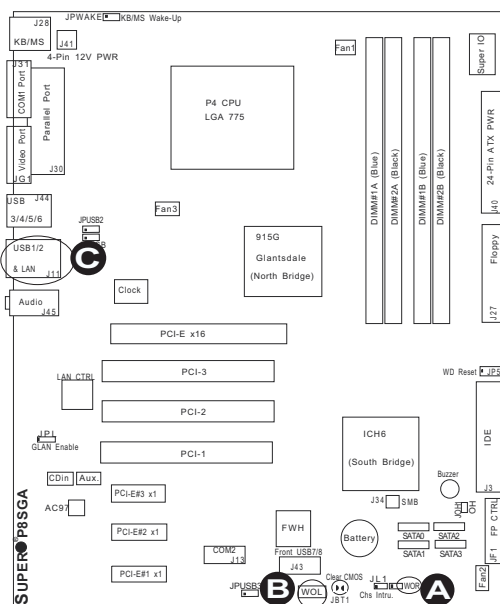 JPWAKE
KB/MS Wake-Up
J28
KB/MS
J41
4-Pin 12V PWR
Fan1
Super IO
J31
COM1 Port
Parallel Port
J30
P4 CPU
LGA 775
DIMM#1A (Blue)
DIMM#2A (Black)
DIMM#1B (Blue)
DIMM#2B (Black)
24-Pin ATX PWR
J40
Video Port
JG1
USB
J44
3/4/5/6
Fan3
JPUSB2
USB1/2
& LAN
J11
C
915G
Glantsdale
(North Bridge)
Floppy
J27
Audio
J45
Clock
PCI-E x16
LAN CTRL
PCI-3
WD Reset
JP5
PCI-2
JPL
GLAN Enable
PCI-1
ICH6
(South Bridge)
IDE
J3
CDin
Aux.
Buzzer
AC97
PCI-E#3 x1
J34
SMB
JOH1
OH
SUPER P8SGA
PCI-E#2 x1
FWH
Battery
SATA0
SATA2
SATA1
SATA3
FP CTRL
JF1
COM2
J13
Front USB7/8
J43
PCI-E#1 x1
JPUSB3
B
WOL
Clear CMOS
JBT1
JL1
Chs Intru.
WOR
A
Fan2